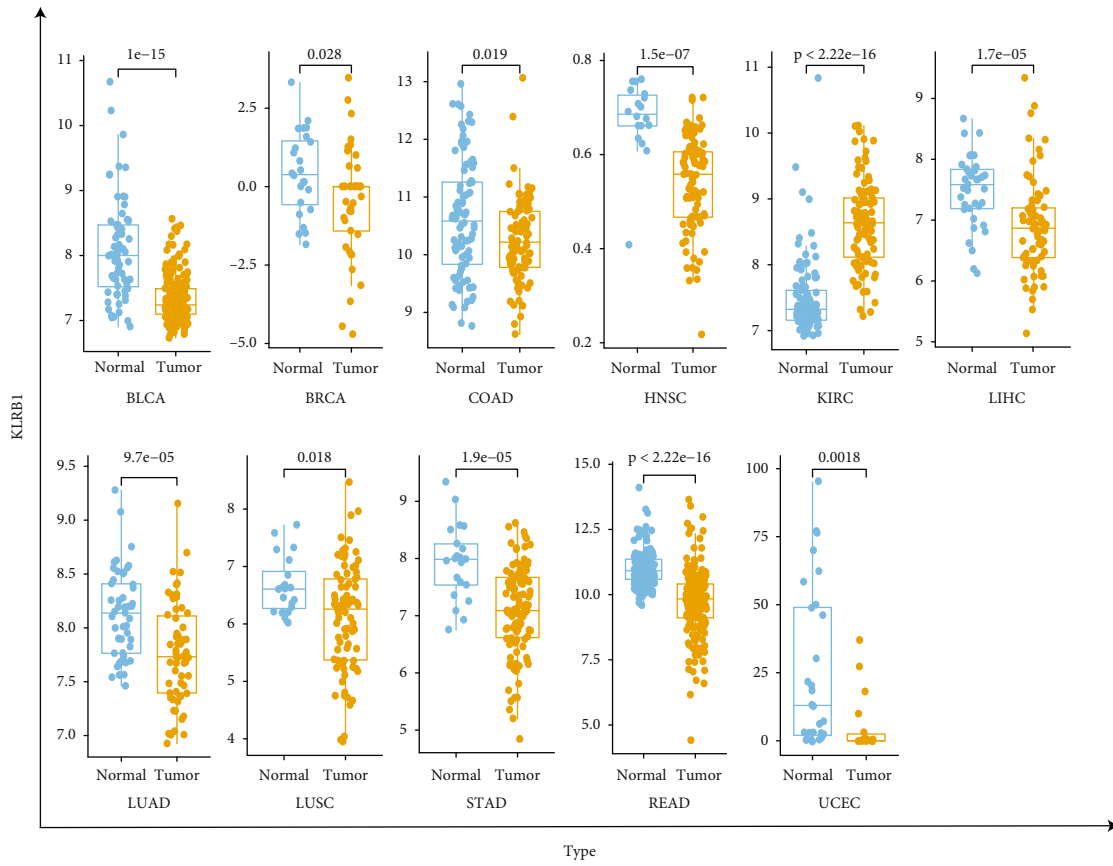 KLRB1
1e−15
11
10
9
8
7
Normal Tumor
BLCA
0.028
2.5
0.0
−2.5
−5.0
Normal Tumor
BRCA
0.019
13
12
11
10
9
Normal Tumor
COAD
1.5e−07
0.8
0.6
0.4
0.2
Normal Tumor
HNSC
p < 2.22e−16
11
10
9
8
7
Normal Tumour
KIRC
1.7e−05
9
8
7
6
5
Normal Tumor
LIHC
9.7e−05
9.5
9.0
8.5
8.0
7.5
7.0
Normal Tumor
LUAD
0.018
8
7
6
5
4
Normal Tumor
LUSC
1.9e−05
9
8
7
6
5
Normal Tumor
STAD
p < 2.22e−16
15.0
12.5
10.0
7.5
5.0
Normal Tumor
READ
0.0018
100
75
50
25
0
Normal Tumor
UCEC
Type